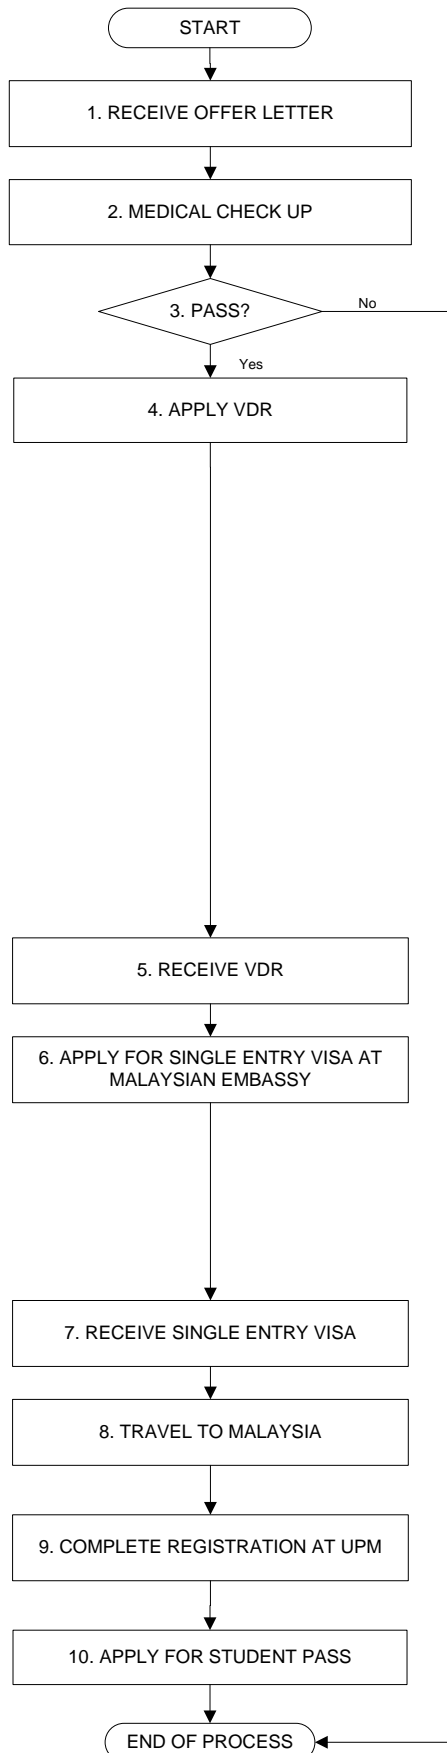 START
1. RECEIVE OFFER LETTER
2. MEDICAL CHECK UP
3. PASS?
No
Yes
4. APPLY VDR
5. RECEIVE VDR
6. APPLY FOR SINGLE ENTRY VISA AT
MALAYSIAN EMBASSY
7. RECEIVE SINGLE ENTRY VISA
8. TRAVEL TO MALAYSIA
9. COMPLETE REGISTRATION AT UPM
10. APPLY FOR STUDENT PASS
END OF PROCESS